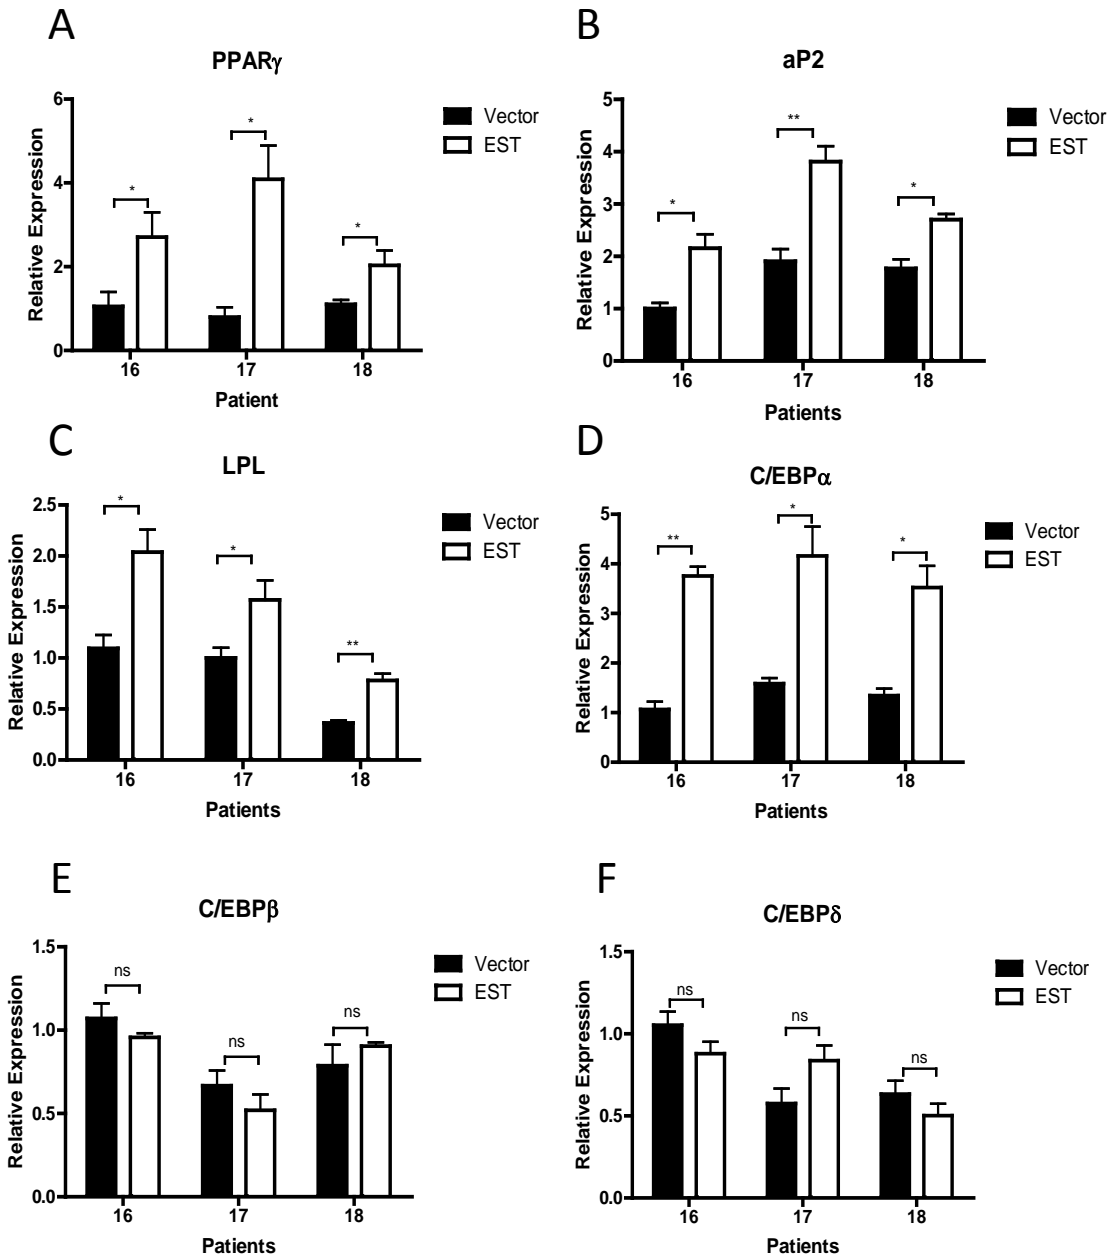 A
PPARγ
Relative Expression
6
4
2
0
*
*
*
16 17 18
Patient
Vector
EST
B
aP2
Relative Expression
5
4
3
2
1
0
*
**
*
16 17 18
Patients
Vector
EST
C
LPL
Relative Expression
2.5
2.0
1.5
1.0
0.5
0.0
*
*
**
16 17 18
Patients
Vector
EST
D
C/EBPα
Relative Expression
5
4
3
2
1
0
**
*
*
16 17 18
Patients
Vector
EST
E
C/EBPβ
Relative Expression
1.5
1.0
0.5
0.0
ns
ns
ns
16 17 18
Patients
Vector
EST
F
C/EBPδ
Relative Expression
1.5
1.0
0.5
0.0
ns
ns
ns
16 17 18
Patients
Vector
EST